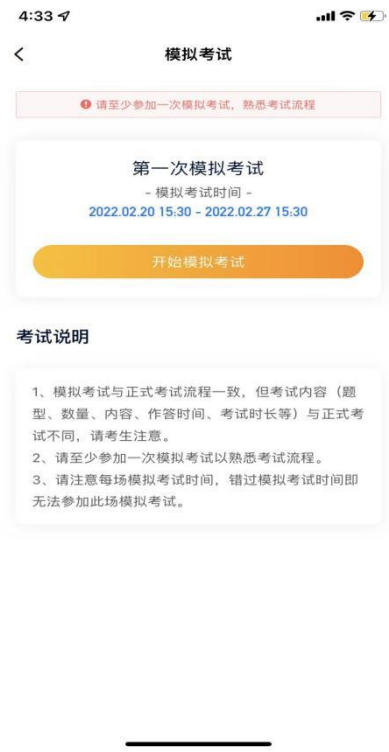 4:33
模拟考试
请至少参加一次模拟考试，熟悉考试流程
第一次模拟考试
- 模拟考试时间 -
2022.02.20 15:30 - 2022.02.27 15:30
开始模拟考试
考试说明
1、模拟考试与正式考试流程一致，但考试内容（题
型、数量、内容、作答时间、考试时长等）与正式考
试不同，请考生注意。
2、请至少参加一次模拟考试以熟悉考试流程。
3、请注意每场模拟考试时间，错过模拟考试时间即
无法参加此场模拟考试。